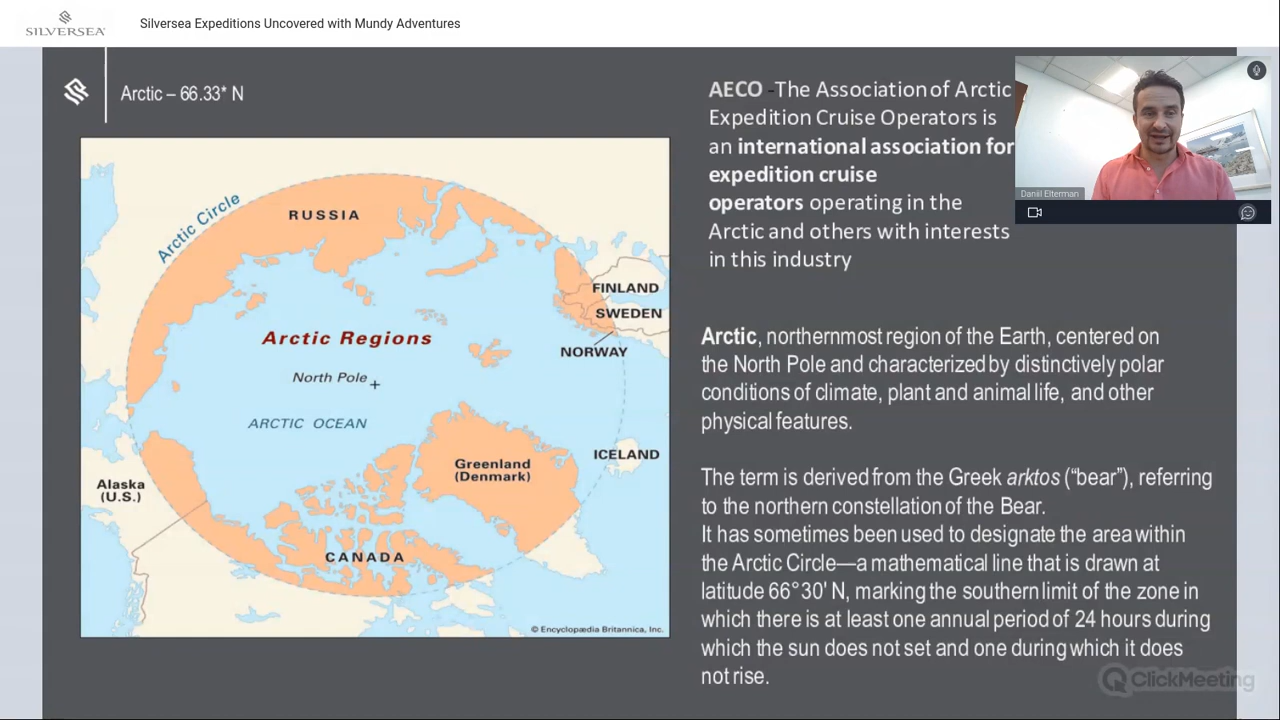 SILVERSEA
Silversea Expeditions Uncovered with Mundy Adventures
Arctic – 66.33* N
Arctic Circle
RUSSIA
FINLAND
SWEDEN
NORWAY
Arctic Regions
North Pole
ARCTIC OCEAN
ICELAND
Greenland
(Denmark)
Alaska
(U.S.)
CANADA
© Encyclopædia Britannica, Inc.
AECO -The Association of Arctic
Expedition Cruise Operators is
an international association for
expedition cruise
operators operating in the
Arctic and others with interests
in this industry
Daniil Elterman
Arctic, northernmost region of the Earth, centered on
the North Pole and characterized by distinctively polar
conditions of climate, plant and animal life, and other
physical features.
The term is derived from the Greek arktos (“bear”), referring
to the northern constellation of the Bear.
It has sometimes been used to designate the area within
the Arctic Circle—a mathematical line that is drawn at
latitude 66°30′ N, marking the southern limit of the zone in
which there is at least one annual period of 24 hours during
which the sun does not set and one during which it does
not rise.
ClickMeeting